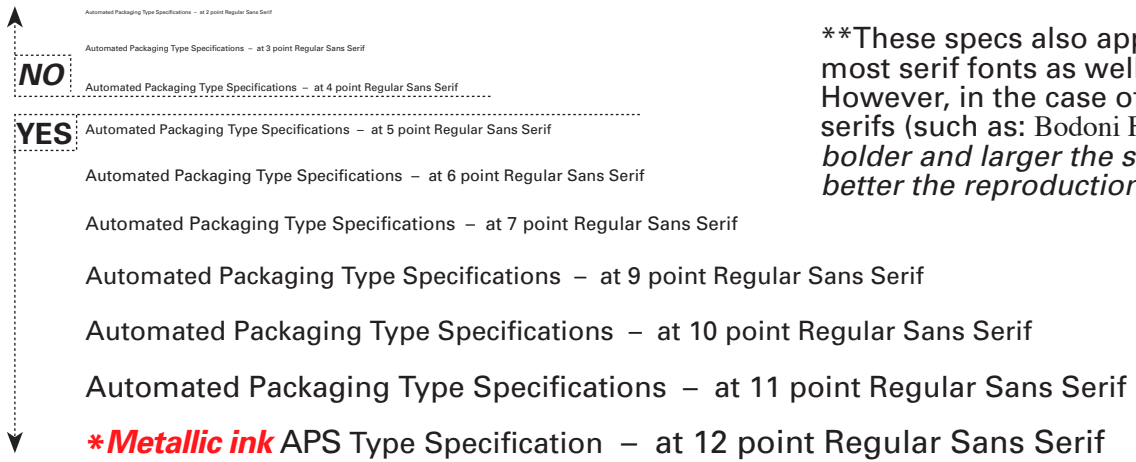 Automated Packaging Type Specifications – at 2 point Regular Sans Serif
Automated Packaging Type Specifications – at 3 point Regular Sans Serif
NO
Automated Packaging Type Specifications – at 4 point Regular Sans Serif
YES
Automated Packaging Type Specifications – at 5 point Regular Sans Serif
Automated Packaging Type Specifications – at 6 point Regular Sans Serif
Automated Packaging Type Specifications – at 7 point Regular Sans Serif
Automated Packaging Type Specifications – at 9 point Regular Sans Serif
Automated Packaging Type Specifications – at 10 point Regular Sans Serif
Automated Packaging Type Specifications – at 11 point Regular Sans Serif
*Metallic ink APS Type Specification – at 12 point Regular Sans Serif
**These specs also
most serif fonts as
However, in the case
serifs (such as: Bodoni
bolder and larger the
better the